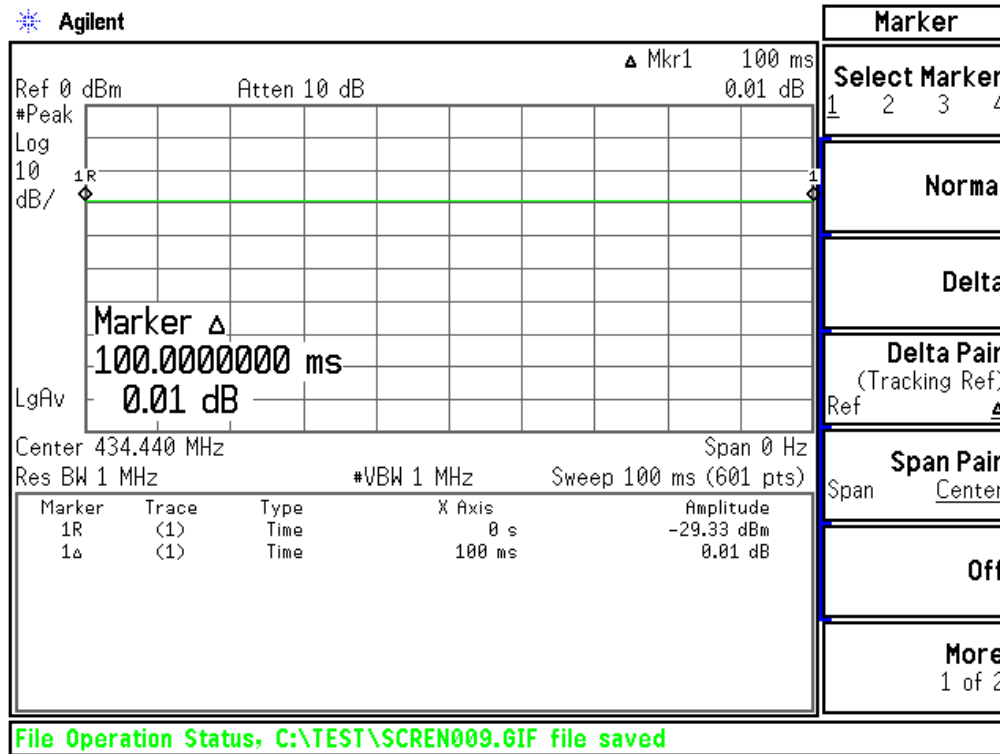 Agilent
Marker
Δ Mkr1 100 ms
Ref 0 dBm Atten 10 dB 0.01 dB
#Peak
Log
10
dB/
1R
1
Marker Δ
100.0000000 ms
0.01 dB
LgAv
Center 434.440 MHz Span 0 Hz
Res BW 1 MHz #VBW 1 MHz Sweep 100 ms (601 pts)
Marker Trace Type X Axis Amplitude
1R (1) Time 0 s -29.33 dBm
1Δ (1) Time 100 ms 0.01 dB
Select Marker
1 2 3 4
Norma
Delta
Delta Pair
(Tracking Ref)
Ref Δ
Span Pair
Span Center
Off
More
1 of 2
File Operation Status, C:\TEST\SCREN009.GIF file saved